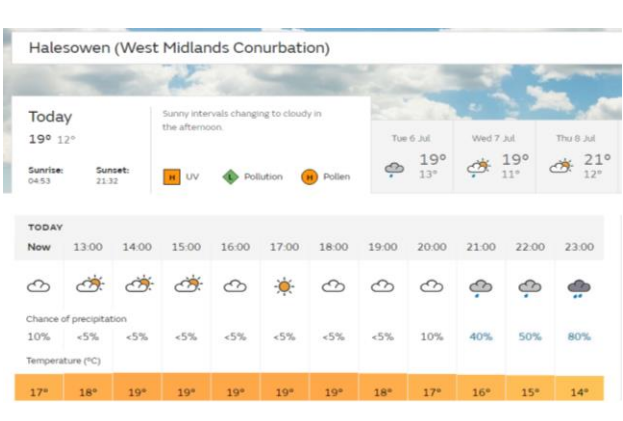 Halesowen (West Midlands Conurbation)
Today
19° 12°
Sunny intervals changing to cloudy in
the afternoon.
Sunrise: Sunset:
04:53 21:32
H UV L Pollution H Pollen
Tue 6 Jul Wed 7 Jul Thu 8 Jul
19° 19° 21°
13° 11° 12°
TODAY
Now 13:00 14:00 15:00 16:00 17:00 18:00 19:00 20:00 21:00 22:00 23:00
Chance of precipitation
10% <5% <5% <5% <5% <5% <5% <5% 10% 40% 50% 80%
Temperature (°C)
17° 18° 19° 19° 19° 19° 19° 18° 17° 16° 15° 14°